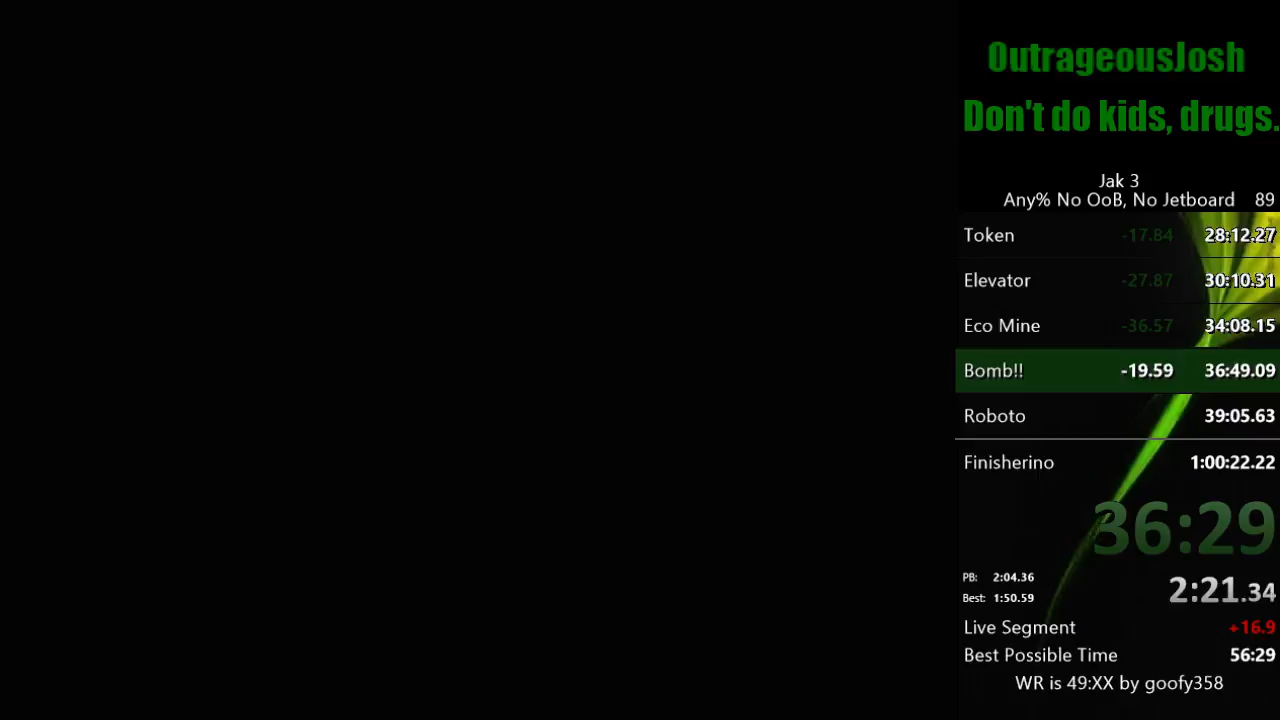 OutrageousJosh
Don't do kids, drugs.
Jak 3
Any% No OoB, No Jetboard 89
Token -17.84 28:12.27
Elevator -27.87 30:10.31
Eco Mine -36.57 34:08.15
Bomb!! -19.59 36:49.09
Roboto 39:05.63
Finisherino 1:00:22.22
36:29
PB: 2:04.36
Best: 1:50.59
2:21.34
Live Segment +16.9
Best Possible Time 56:29
WR is 49:XX by goofy358